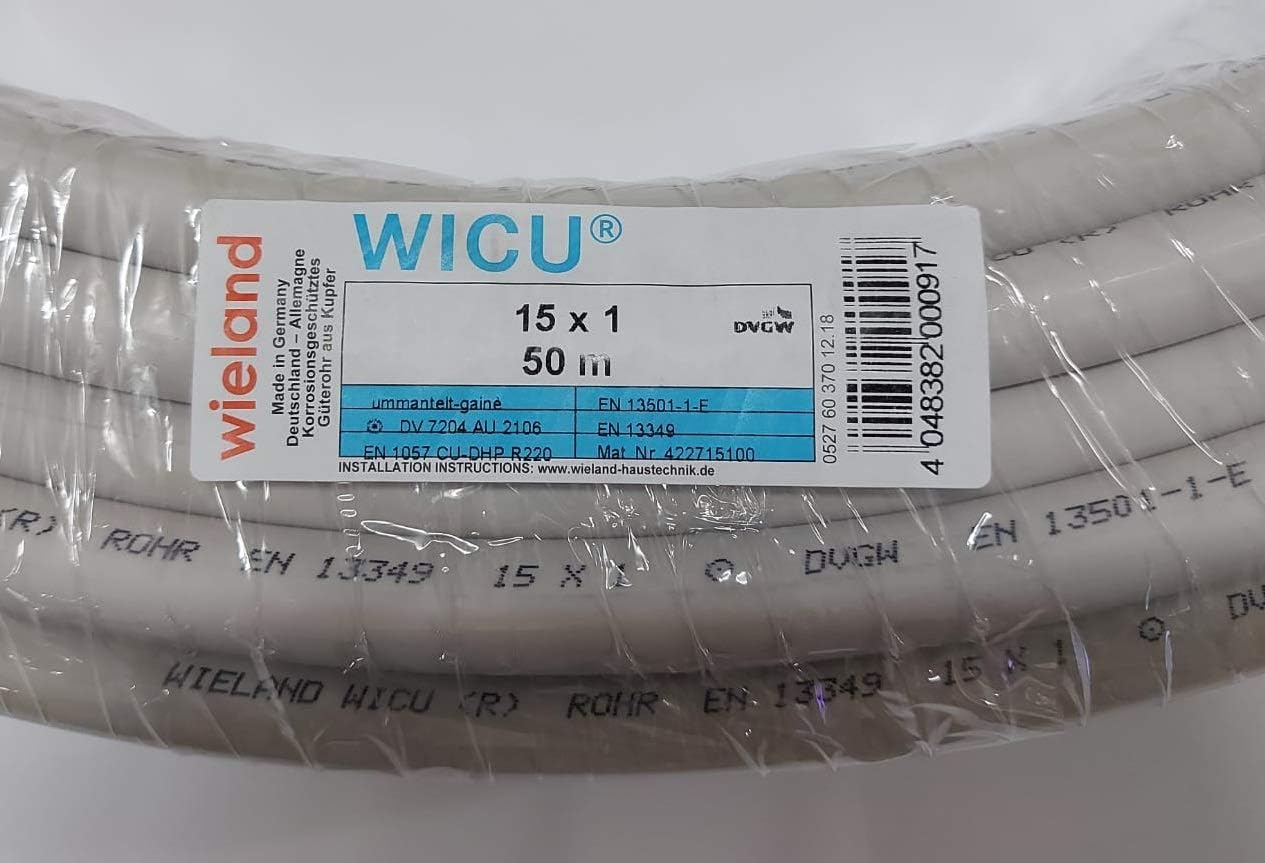 wieland
Made in Germany
Deutschland – Allemagne
Korrosionsgeschütztes
Güterohr aus Kupfer
WICU®
15 x 1
50 m
DVGW
ummantelt-gainè
EN 13501-1-E
DV 7204 AU 2106
EN 13349
EN 1057 CU-DHP R220
Mat Nr 422715100
INSTALLATION INSTRUCTIONS: www.wieland-haustechnik.de
0527 60 370 12.18
4 048382 000917
CU (R) ROHR
(R) ROHR EN 13349 15 X 1 DVGW EN 13501-1-E
WIELAND WICU (R) ROHR EN 13349 15 X 1 DV